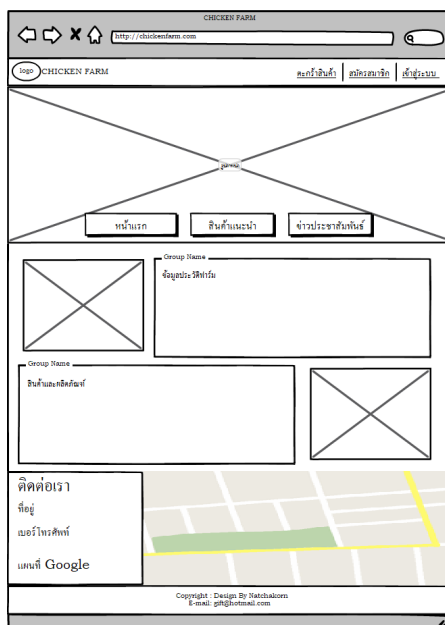 CHICKEN FARM
http://chickenfarm.com
logo
CHICKEN FARM
ตะกร้าสินค้า
สมัครสมาชิก
เข้าสู่ระบบ
หน้าแรก
สินค้าแนะนำ
ข่าวประชาสัมพันธ์
Group Name
ข้อมูลประวัติฟาร์ม
Group Name
สินค้าและผลิตภัณฑ์
ติดต่อเรา
ที่อยู่
เบอร์โทรศัพท์
แผนที่ Google
Copyright : Design By Natchakorn
E-mail: gift@hotmail.com